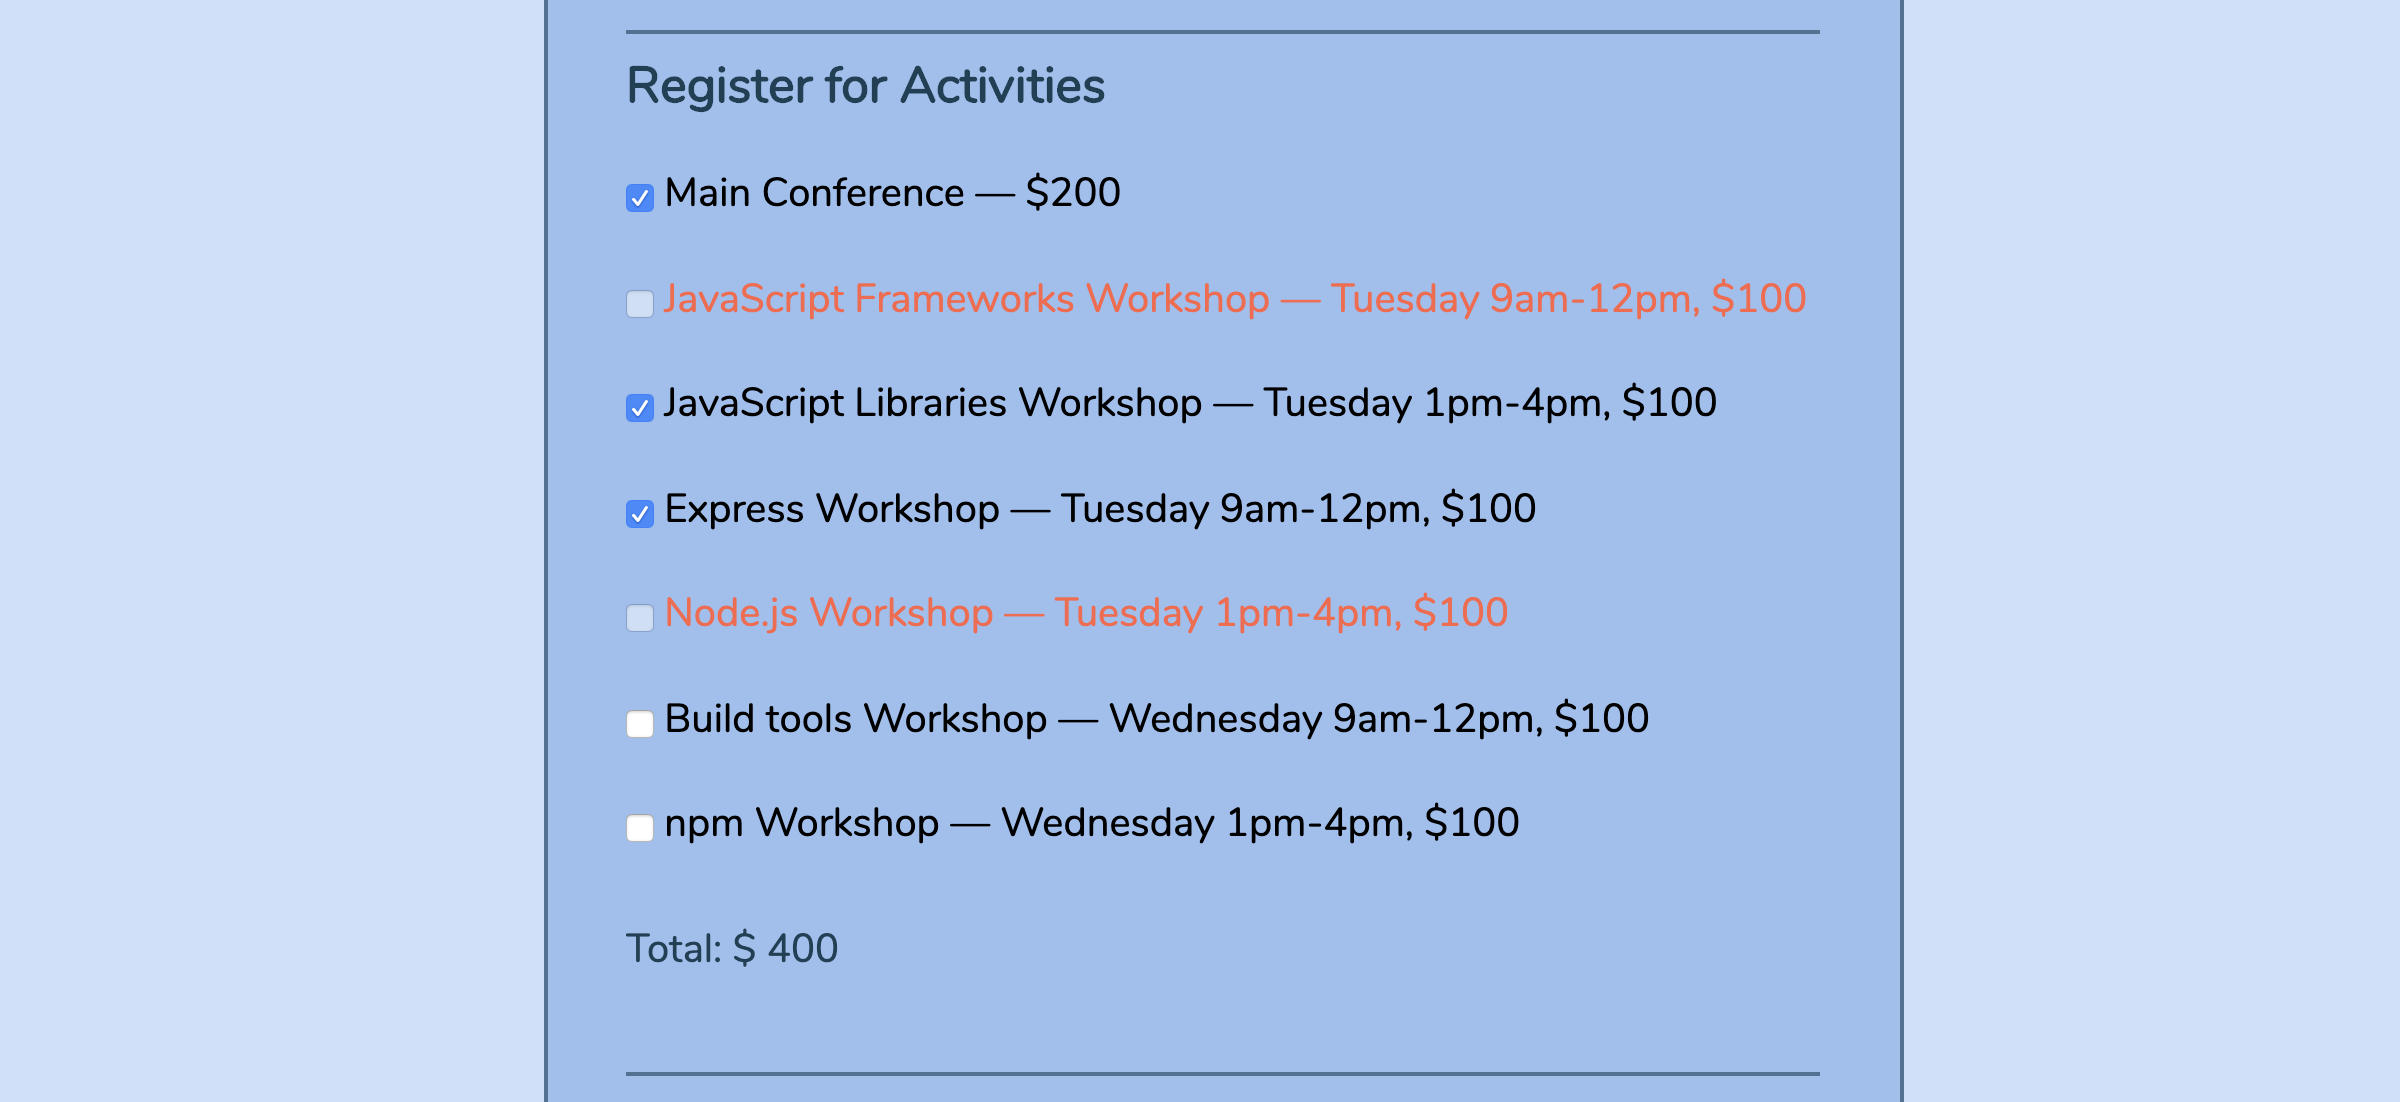 Register for Activities
Main Conference — $200
JavaScript Frameworks Workshop — Tuesday 9am-12pm, $100
JavaScript Libraries Workshop — Tuesday 1pm-4pm, $100
Express Workshop — Tuesday 9am-12pm, $100
Node.js Workshop — Tuesday 1pm-4pm, $100
Build tools Workshop — Wednesday 9am-12pm, $100
npm Workshop — Wednesday 1pm-4pm, $100
Total: $ 400